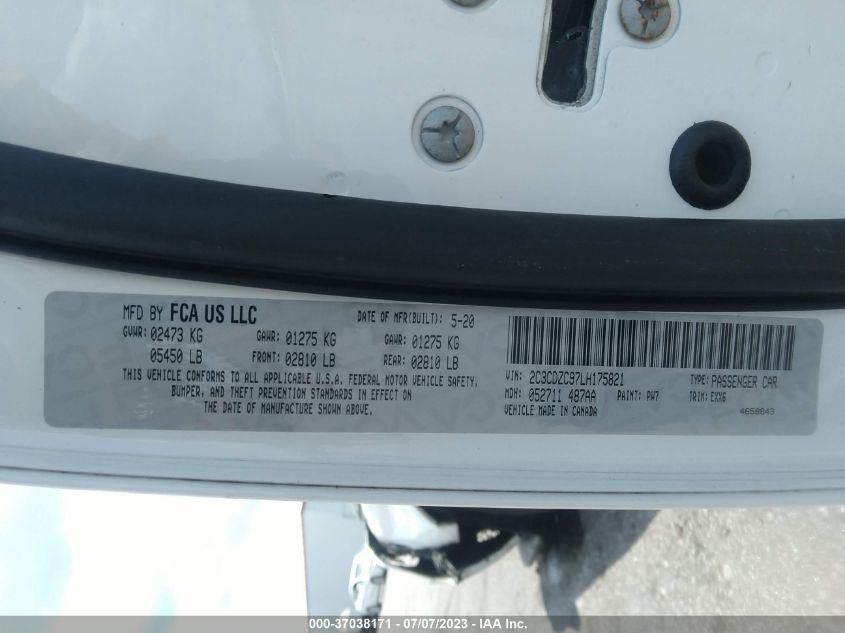 MFD BY FCA US LLC DATE OF MFR(BUILT): 5-20
GVWR: 02473 KG GAWR: 01275 KG GAWR: 01275 KG
05450 LB FRONT: 02810 LB REAR: 02810 LB
THIS VEHICLE CONFORMS TO ALL APPLICABLE U.S.A. FEDERAL MOTOR VEHICLE SAFETY,
BUMPER, AND THEFT PREVENTION STANDARDS IN EFFECT ON
THE DATE OF MANUFACTURE SHOWN ABOVE.
VIN: 2C3CDZC97LH175821 TYPE: PASSENGER CAR
MDH: 052711 487AA PAINT: PW7 TRIM: EXX6
VEHICLE MADE IN CANADA 4658843
000-37038171 - 07/07/2023 - IAA Inc.